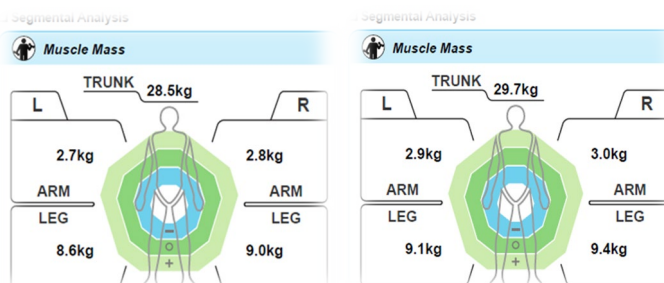 Segmental Analysis
Muscle Mass
TRUNK 28.5kg
L R
2.7kg 2.8kg
ARM ARM
LEG LEG
8.6kg 9.0kg
- o +
Segmental Analysis
Muscle Mass
TRUNK 29.7kg
L R
2.9kg 3.0kg
ARM ARM
LEG LEG
9.1kg 9.4kg
- o +